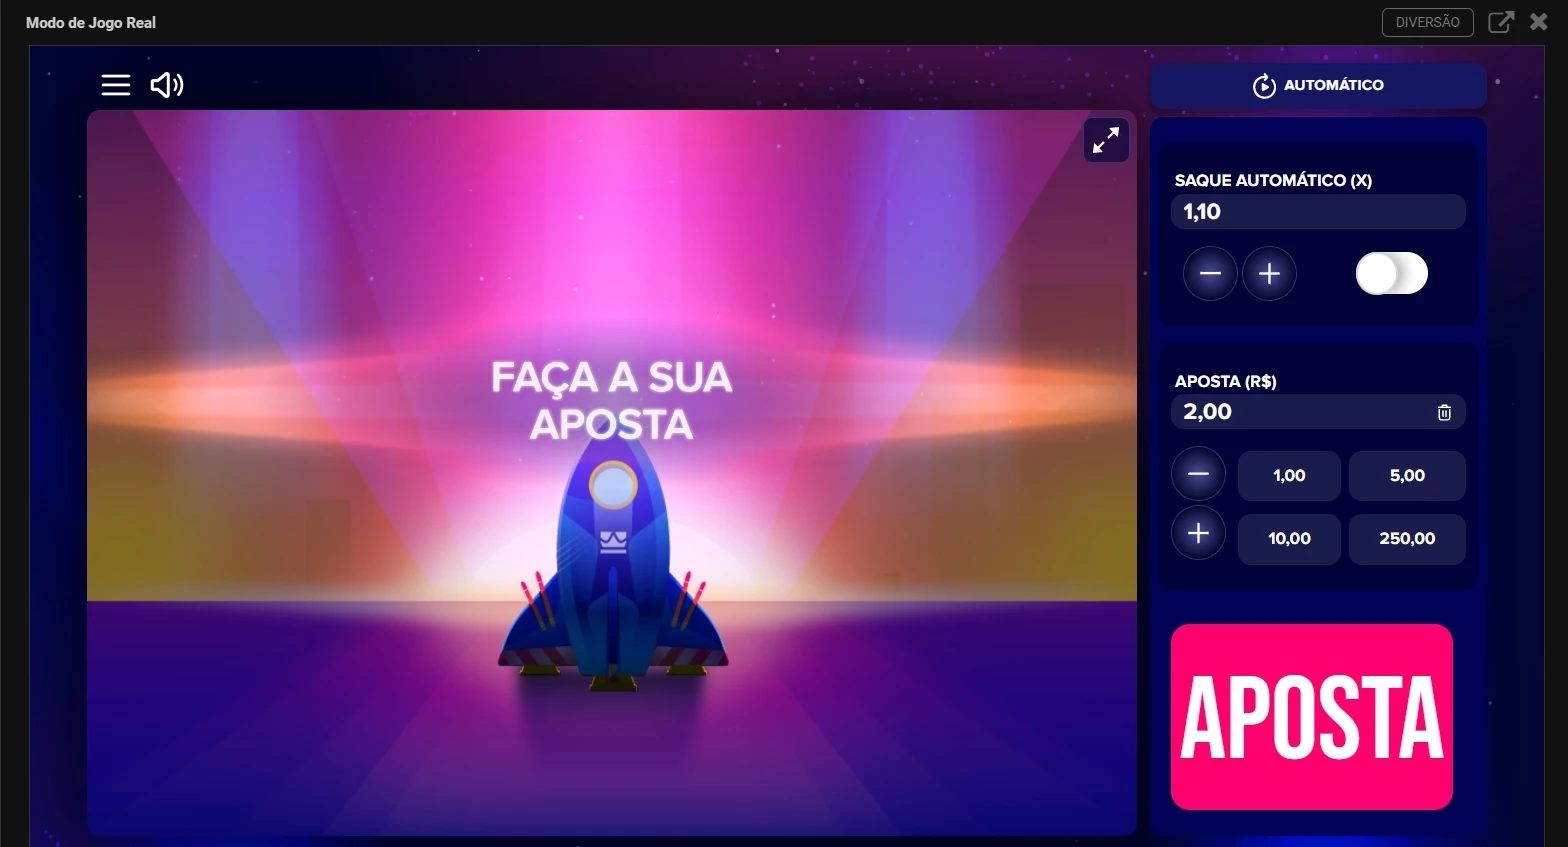 Modo de Jogo Real
DIVERSÃO
AUTOMÁTICO
SAQUE AUTOMÁTICO (X)
1,10
FAÇA A SUA
APOSTA
APOSTA (R$)
2,00
1,00
5,00
10,00
250,00
APOSTA